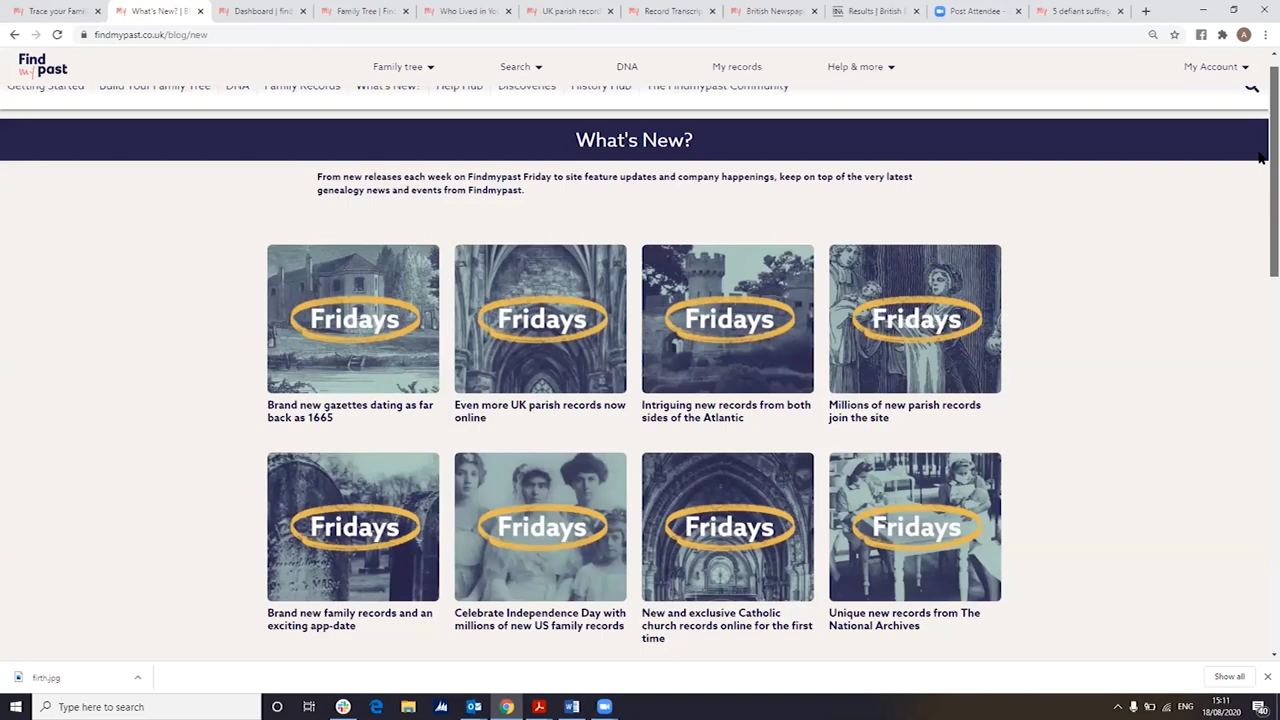 Trace your Famil
What's New? | B
Dashboard | find
Family Tree | Fin
Who Lived in Yo
UK parish record
Record Transcrip
British Newspap
Results | British
Post Attendee -
5 defiant suffrag
findmypast.co.uk/blog/new
A
Find
my past
Family tree
Search
DNA
My records
Help & more
My Account
Getting Started
Build Your Family Tree
DNA
Family Records
What's New?
Help Hub
Discoveries
History Hub
The Findmypast Community
What's New?
From new releases each week on Findmypast Friday to site feature updates and company happenings, keep on top of the very latest
genealogy news and events from Findmypast.
Fridays
Fridays
Fridays
Fridays
Brand new gazettes dating as far
back as 1665
Even more UK parish records now
online
Intriguing new records from both
sides of the Atlantic
Millions of new parish records
join the site
Fridays
Fridays
Fridays
Fridays
Brand new family records and an
exciting app-date
Celebrate Independence Day with
millions of new US family records
New and exclusive Catholic
church records online for the first
time
Unique new records from The
National Archives
firth.jpg
Show all
Type here to search
ENG
15:11
18/08/2020
40